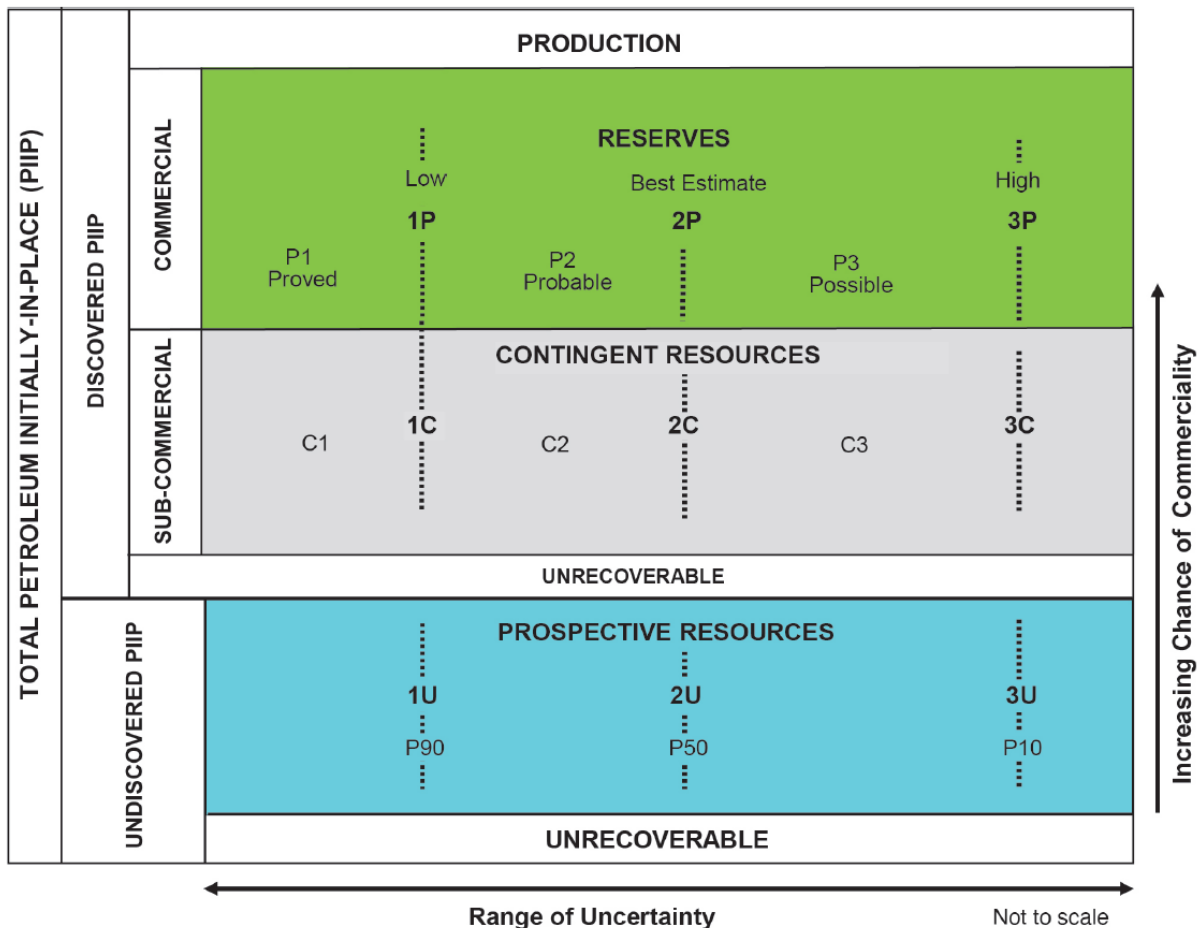 TOTAL PETROLEUM INITIALLY-IN-PLACE (PIIP)
DISCOVERED PIIP
UNDISCOVERED PIIP
COMMERCIAL
SUB-COMMERCIAL
PRODUCTION
RESERVES
Low
Best Estimate
High
1P
2P
3P
P1
Proved
P2
Probable
P3
Possible
CONTINGENT RESOURCES
1C
2C
3C
C1
C2
C3
UNRECOVERABLE
PROSPECTIVE RESOURCES
1U
2U
3U
P90
P50
P10
UNRECOVERABLE
Increasing Chance of Commerciality
Range of Uncertainty
Not to scale